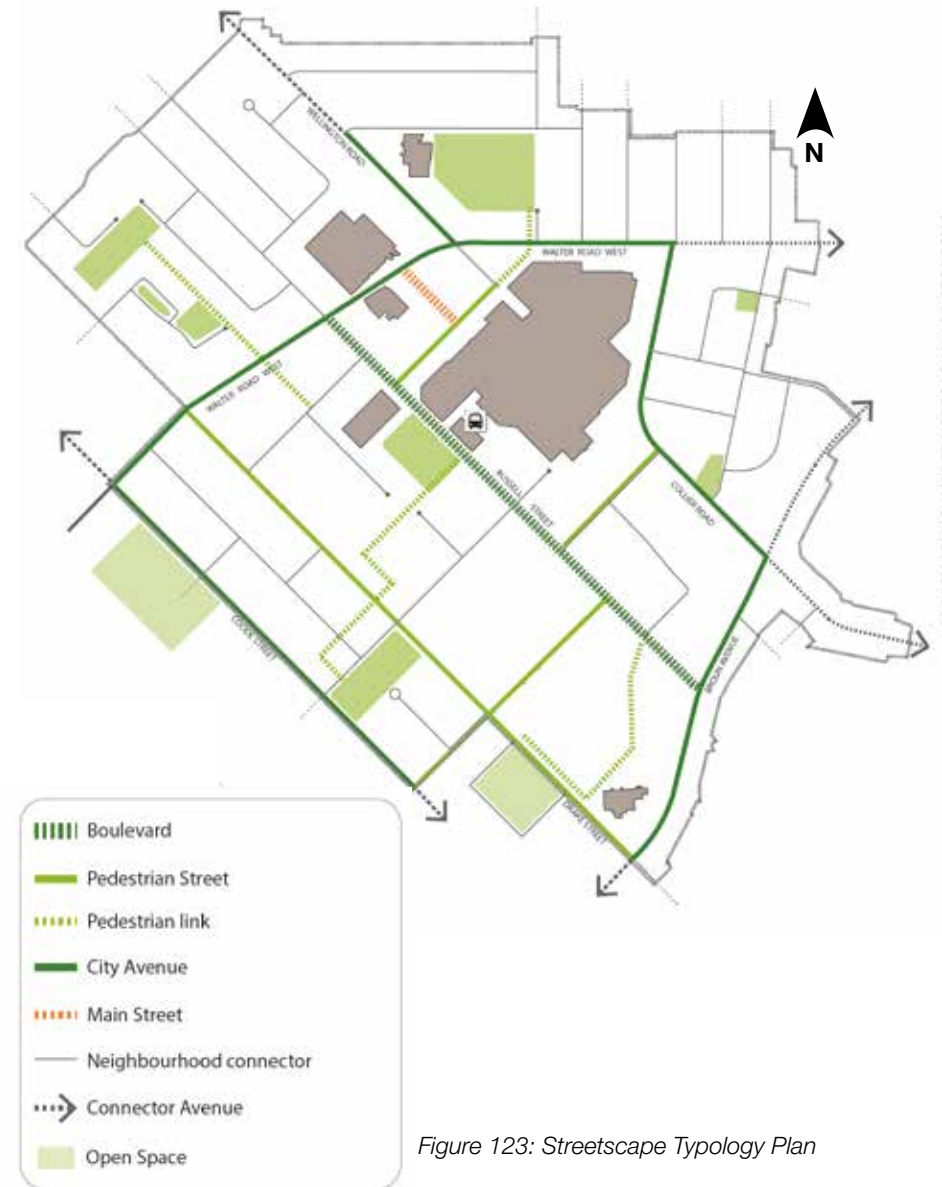 WELLINGTON ROAD
N
WALTER ROAD WEST
WALTER ROAD WEST
RUSSELL STREET
COLLIER ROAD
COODE STREET
BROUN AVENUE
DRAKE STREET
Boulevard
Pedestrian Street
Pedestrian link
City Avenue
Main Street
Neighbourhood connector
Connector Avenue
Open Space
Figure 123: Streetscape Typology Plan